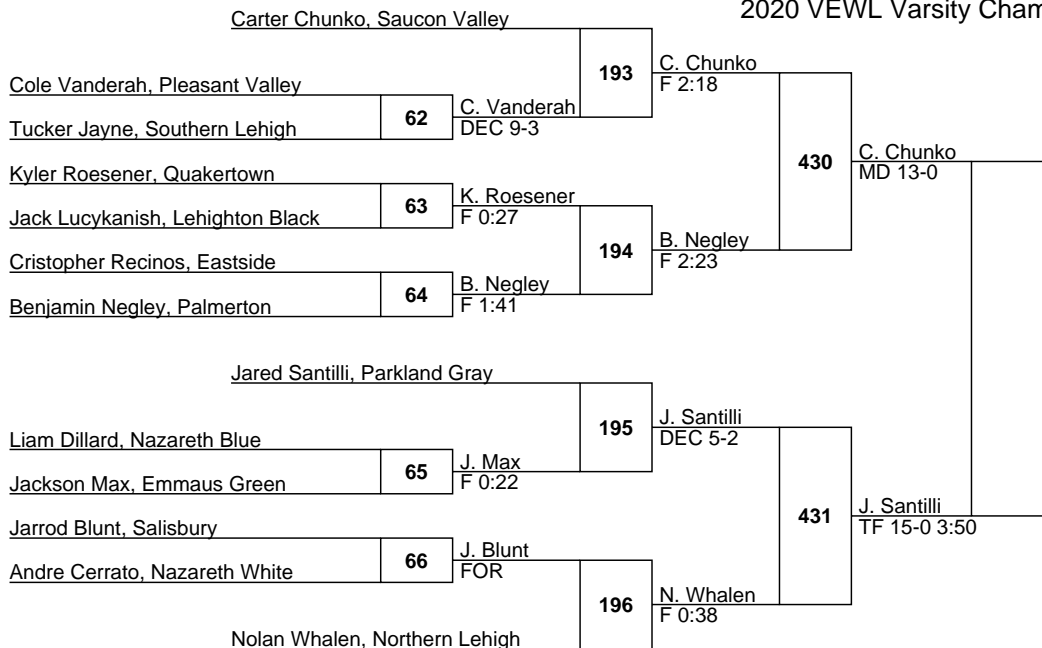 2020 VEWL Varsity Cham
Carter Chunko, Saucon Valley
193
C. Chunko
F 2:18
Cole Vanderah, Pleasant Valley
62
C. Vanderah
DEC 9-3
Tucker Jayne, Southern Lehigh
430
C. Chunko
MD 13-0
Kyler Roesener, Quakertown
63
K. Roesener
F 0:27
Jack Lucykanish, Lehighton Black
194
B. Negley
F 2:23
Cristopher Recinos, Eastside
64
B. Negley
F 1:41
Benjamin Negley, Palmerton
Jared Santilli, Parkland Gray
195
J. Santilli
DEC 5-2
Liam Dillard, Nazareth Blue
65
J. Max
F 0:22
Jackson Max, Emmaus Green
431
J. Santilli
TF 15-0 3:50
Jarrod Blunt, Salisbury
66
J. Blunt
FOR
Andre Cerrato, Nazareth White
196
N. Whalen
F 0:38
Nolan Whalen, Northern Lehigh